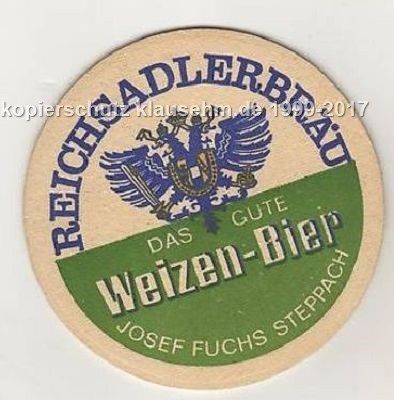 kopierschutz klausehm.de 1999-2017
REICHSADLERBRÄU
DAS GUTE
Weizen-Bier
JOSEF FUCHS STEPPACH